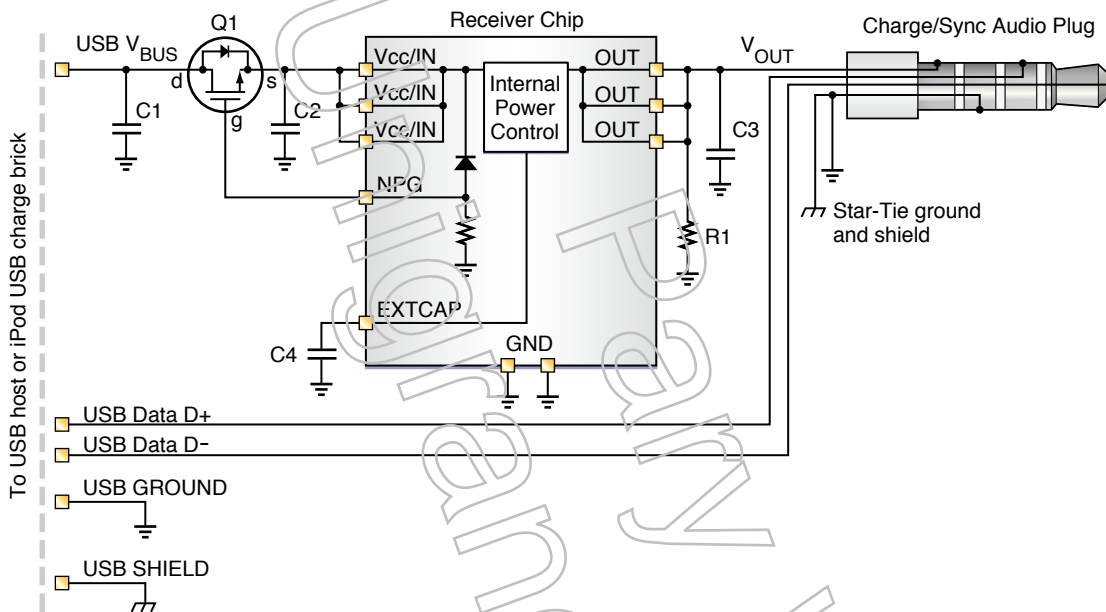 Receiver Chip
Charge/Sync Audio Plug
Q1
USB VBUS
d
s
g
C1
C2
Vcc/IN
Vcc/IN
Vcc/IN
NPG
EXTCAP
C4
Internal
Power
Control
OUT
OUT
OUT
GND
VOUT
C3
R1
Star-Tie ground
and shield
To USB host or iPod USB charge brick
USB Data D+
USB Data D-
USB GROUND
USB SHIELD